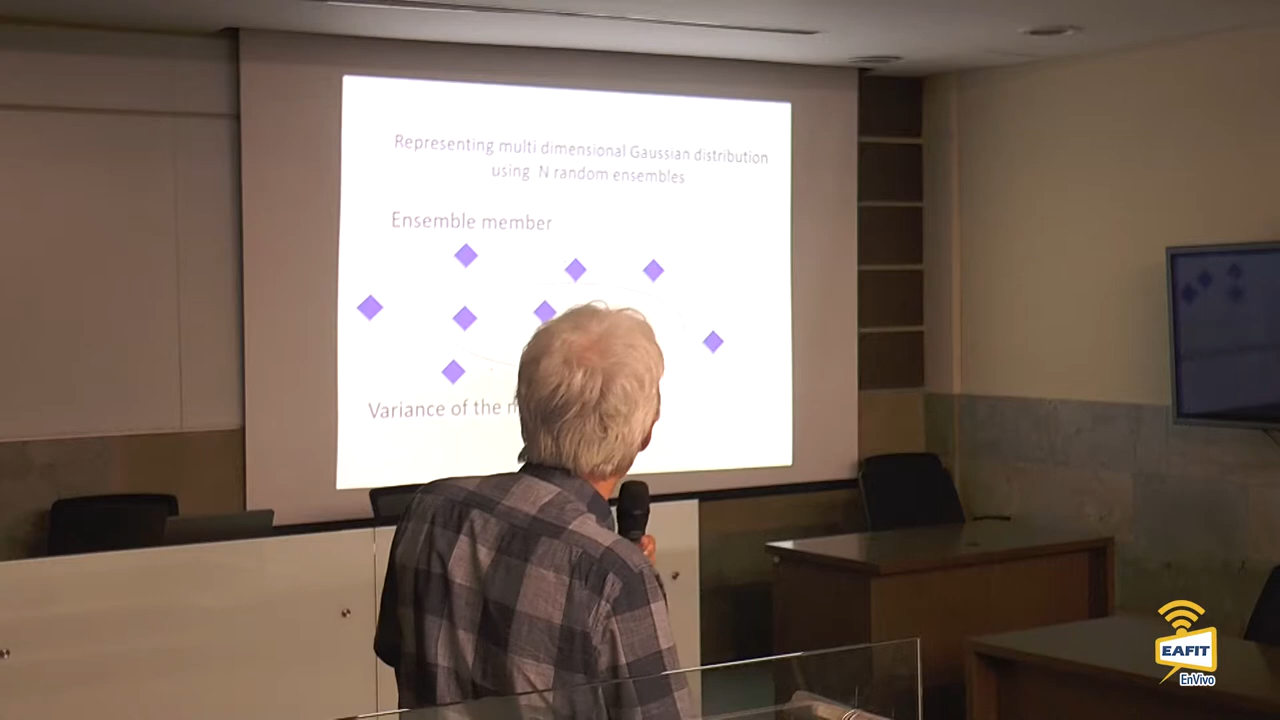 Representing multi dimensional Gaussian distribution
using N random ensembles
Ensemble member
Variance of the
EAFIT
EnVivo